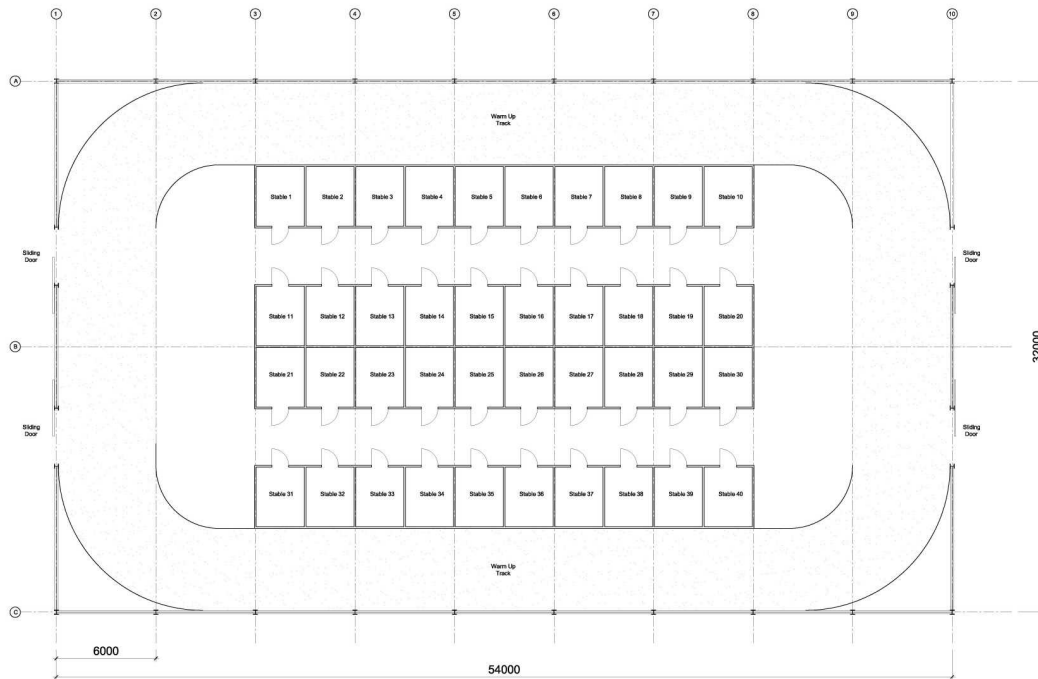 1 2 3 4 5 6 7 8 9 10
A
Warm Up
Track
Stable 1 Stable 2 Stable 3 Stable 4 Stable 5 Stable 6 Stable 7 Stable 8 Stable 9 Stable 10
Sliding
Door
Sliding
Door
Stable 11 Stable 12 Stable 13 Stable 14 Stable 15 Stable 16 Stable 17 Stable 18 Stable 19 Stable 20
B
32000
Stable 21 Stable 22 Stable 23 Stable 24 Stable 25 Stable 26 Stable 27 Stable 28 Stable 29 Stable 30
Sliding
Door
Sliding
Door
Stable 31 Stable 32 Stable 33 Stable 34 Stable 35 Stable 36 Stable 37 Stable 38 Stable 39 Stable 40
Warm Up
Track
C
6000
54000